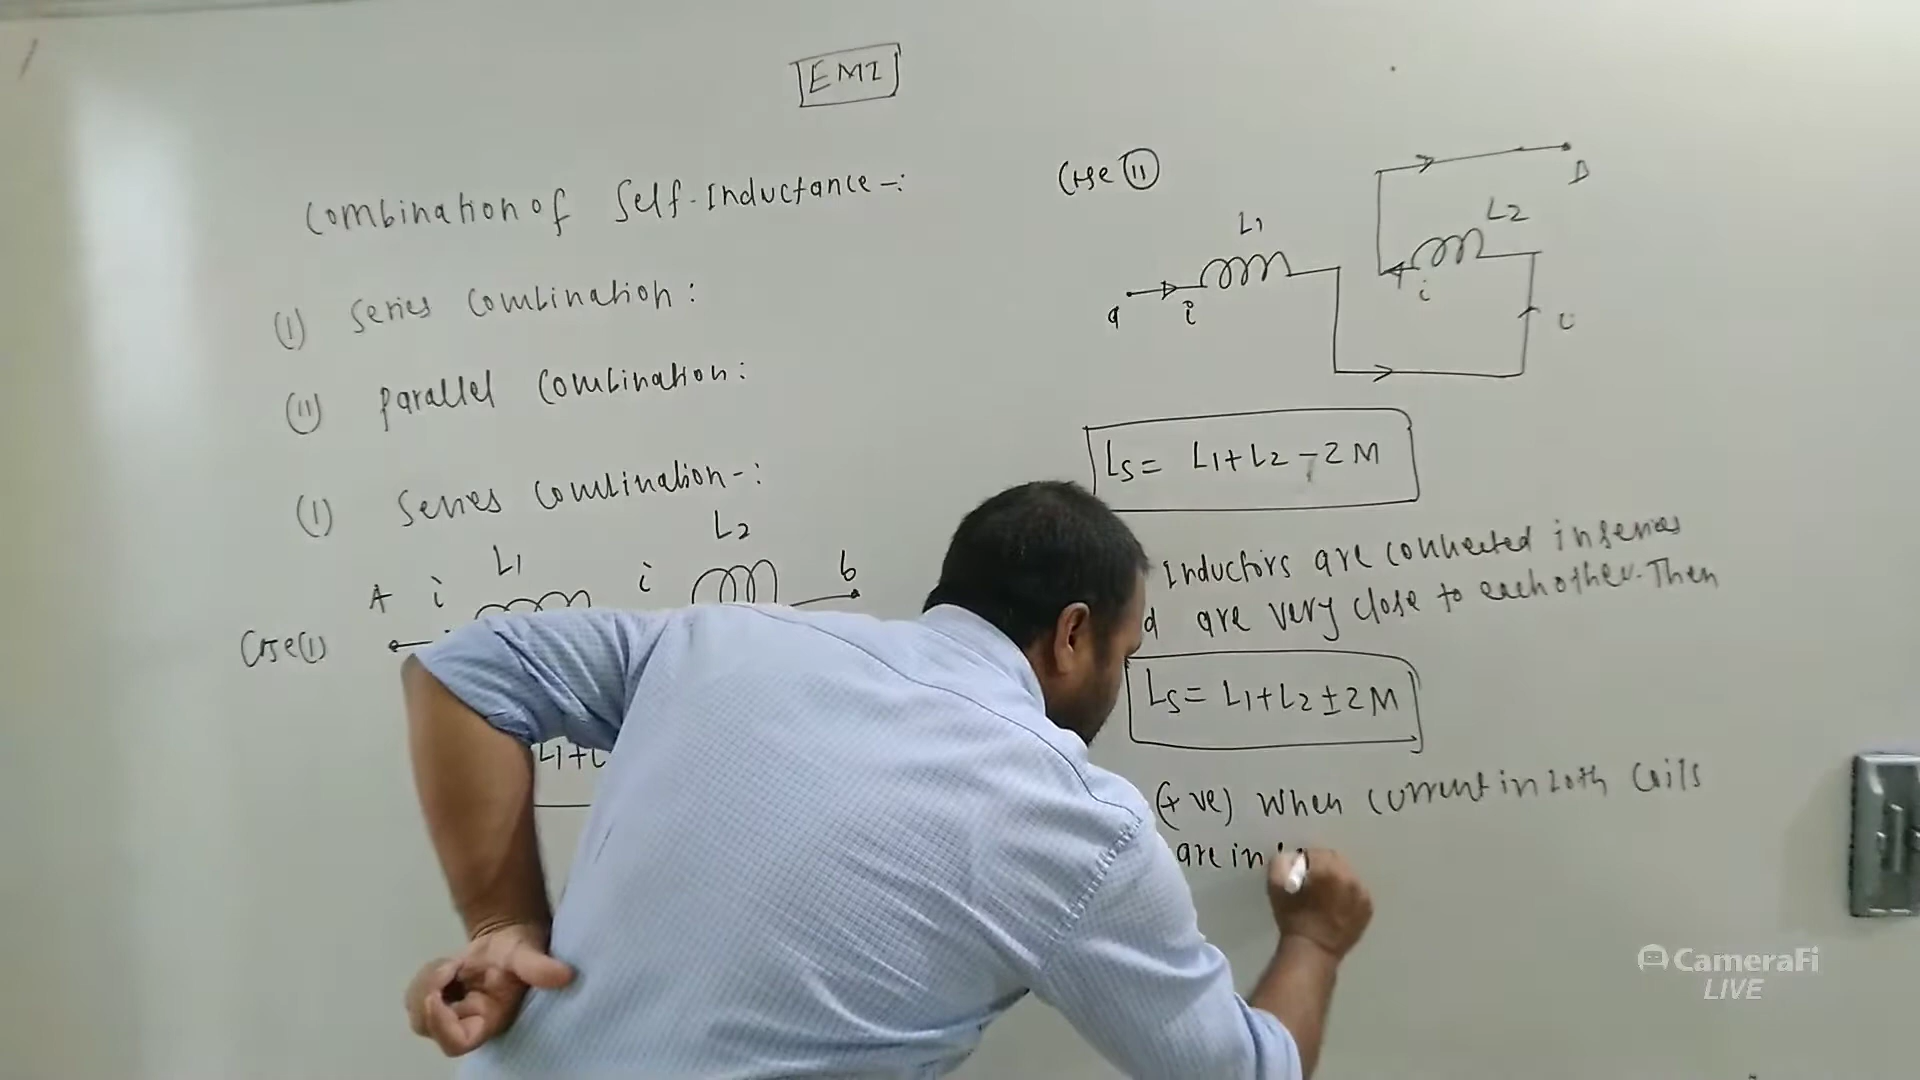 EMI
Combination of Self-Inductance-:
(I) Series Combination:
(II) Parallel Combination:
(I) Series Combination-:
L1
L2
A i
i
b
Case(I)
L1+L
Case (II)
L1
L2
D
a
i
i
Ls= L1+L2-2M
Inductors are connected in series
are very close to each other. Then
Ls= L1+L2±2M
(+ve) When current in both Coils
are in
CameraFi
LIVE